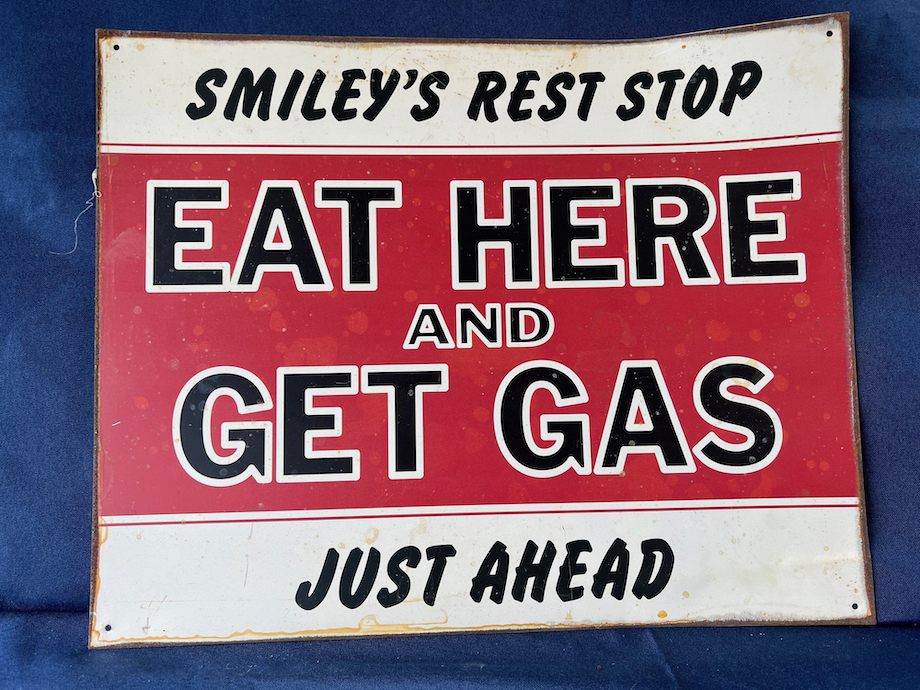 SMILEY'S REST STOP
EAT HERE
AND
GET GAS
JUST AHEAD